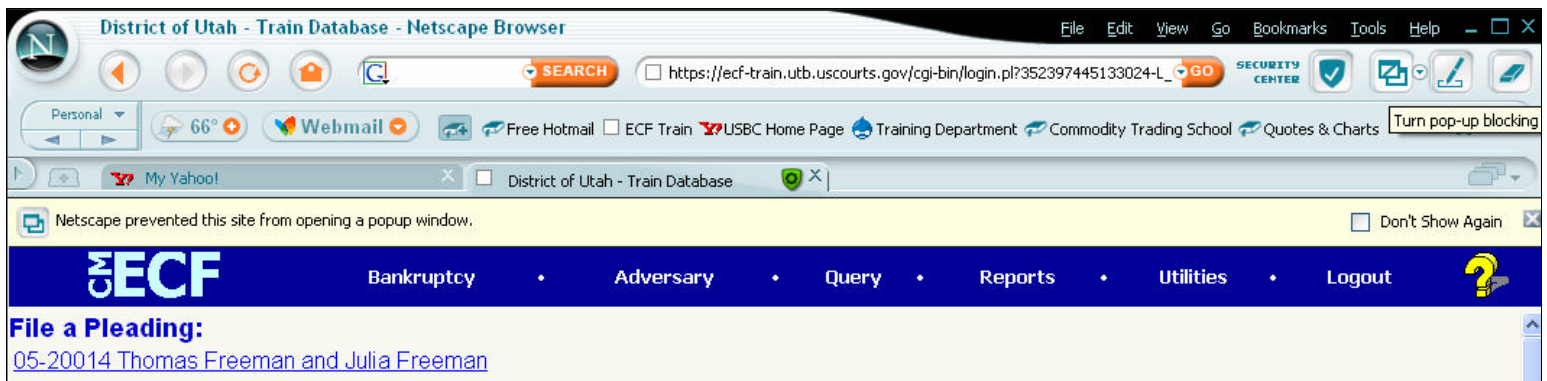 District of Utah - Train Database - Netscape Browser
File Edit View Go Bookmarks Tools Help
N
G
SEARCH
https://ecf-train.utb.uscourts.gov/cgi-bin/login.pl?352397445133024-L_
GO
SECURITY CENTER
Personal
66°
Webmail
Free Hotmail
ECF Train
Y! USBC Home Page
Training Department
Commodity Trading School
Quotes & Charts
Turn pop-up blocking
Y! My Yahoo!
District of Utah - Train Database
Netscape prevented this site from opening a popup window.
Don't Show Again
CM ECF
Bankruptcy • Adversary • Query • Reports • Utilities • Logout
?
File a Pleading:
05-20014 Thomas Freeman and Julia Freeman